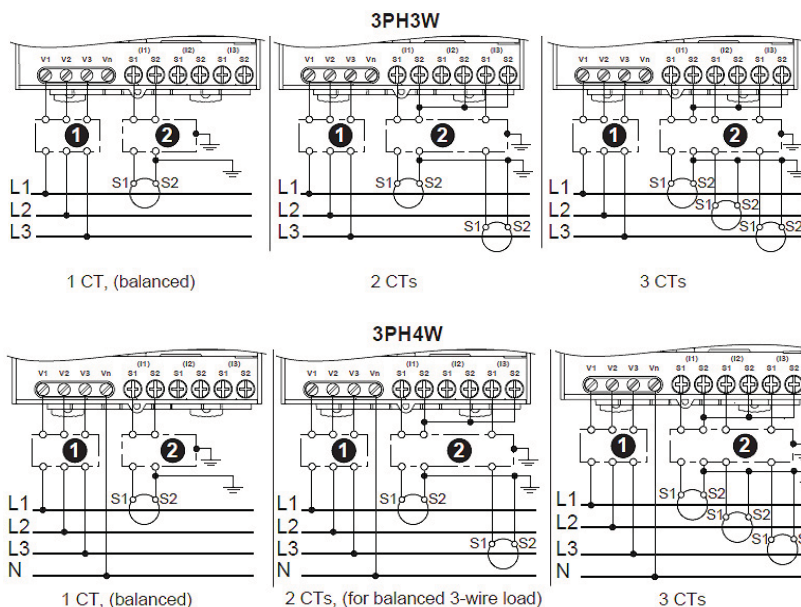 3PH3W
(I1) (I2) (I3)
V1 V2 V3 Vn S1 S2 S1 S2 S1 S2
1 2
S1 S2
L1
L2
L3
1 CT, (balanced)
(I1) (I2) (I3)
V1 V2 V3 Vn S1 S2 S1 S2 S1 S2
1 2
S1 S2
S1 S2
2 CTs
(I1) (I2) (I3)
V1 V2 V3 Vn S1 S2 S1 S2 S1 S2
1 2
L1 S1 S2
L2 S1 S2
L3 S1 S2
3 CTs
3PH4W
(I1) (I2) (I3)
V1 V2 V3 Vn S1 S2 S1 S2 S1 S2
1 2
S1 S2
L1
L2
L3
N
1 CT, (balanced)
(I1) (I2) (I3)
V1 V2 V3 Vn S1 S2 S1 S2 S1 S2
1 2
L1 S1 S2
L2
L3 S1 S2
N
2 CTs, (for balanced 3-wire load)
(I1) (I2) (I3)
V1 V2 V3 Vn S1 S2 S1 S2 S1 S2
1 2
L1 S1 S2
L2 S1 S2
L3 S1 S2
N
3 CTs